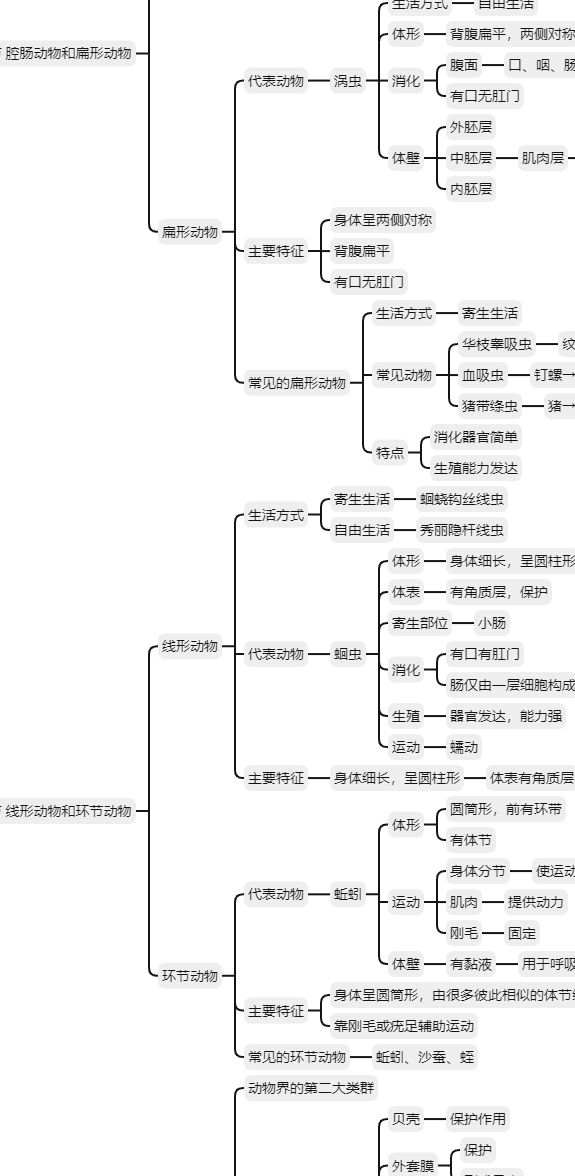 生活方式 自由生活
腔肠动物和扁形动物
体形 背腹扁平，两侧对称
代表动物 涡虫 消化 腹面 口、咽、肠
有口无肛门
体壁 外胚层
中胚层 肌肉层
内胚层
扁形动物
主要特征 身体呈两侧对称
背腹扁平
有口无肛门
常见的扁形动物 生活方式 寄生生活
常见动物 华枝睾吸虫 纹
血吸虫 钉螺→
猪带绦虫 猪→
特点 消化器官简单
生殖能力发达
线形动物 生活方式 寄生生活 蛔蛲钩丝线虫
自由生活 秀丽隐杆线虫
代表动物 蛔虫 体形 身体细长，呈圆柱形
体表 有角质层，保护
寄生部位 小肠
消化 有口有肛门
肠仅由一层细胞构成
生殖 器官发达，能力强
运动 蠕动
主要特征 身体细长，呈圆柱形 体表有角质层
线形动物和环节动物
环节动物 代表动物 蚯蚓 体形 圆筒形，前有环带
有体节
运动 身体分节 使运动
肌肉 提供动力
刚毛 固定
体壁 有黏液 用于呼吸
主要特征 身体呈圆筒形，由很多彼此相似的体节
靠刚毛或疣足辅助运动
常见的环节动物 蚯蚓、沙蚕、蛭
动物界的第二大类群
贝壳 保护作用
外套膜 保护